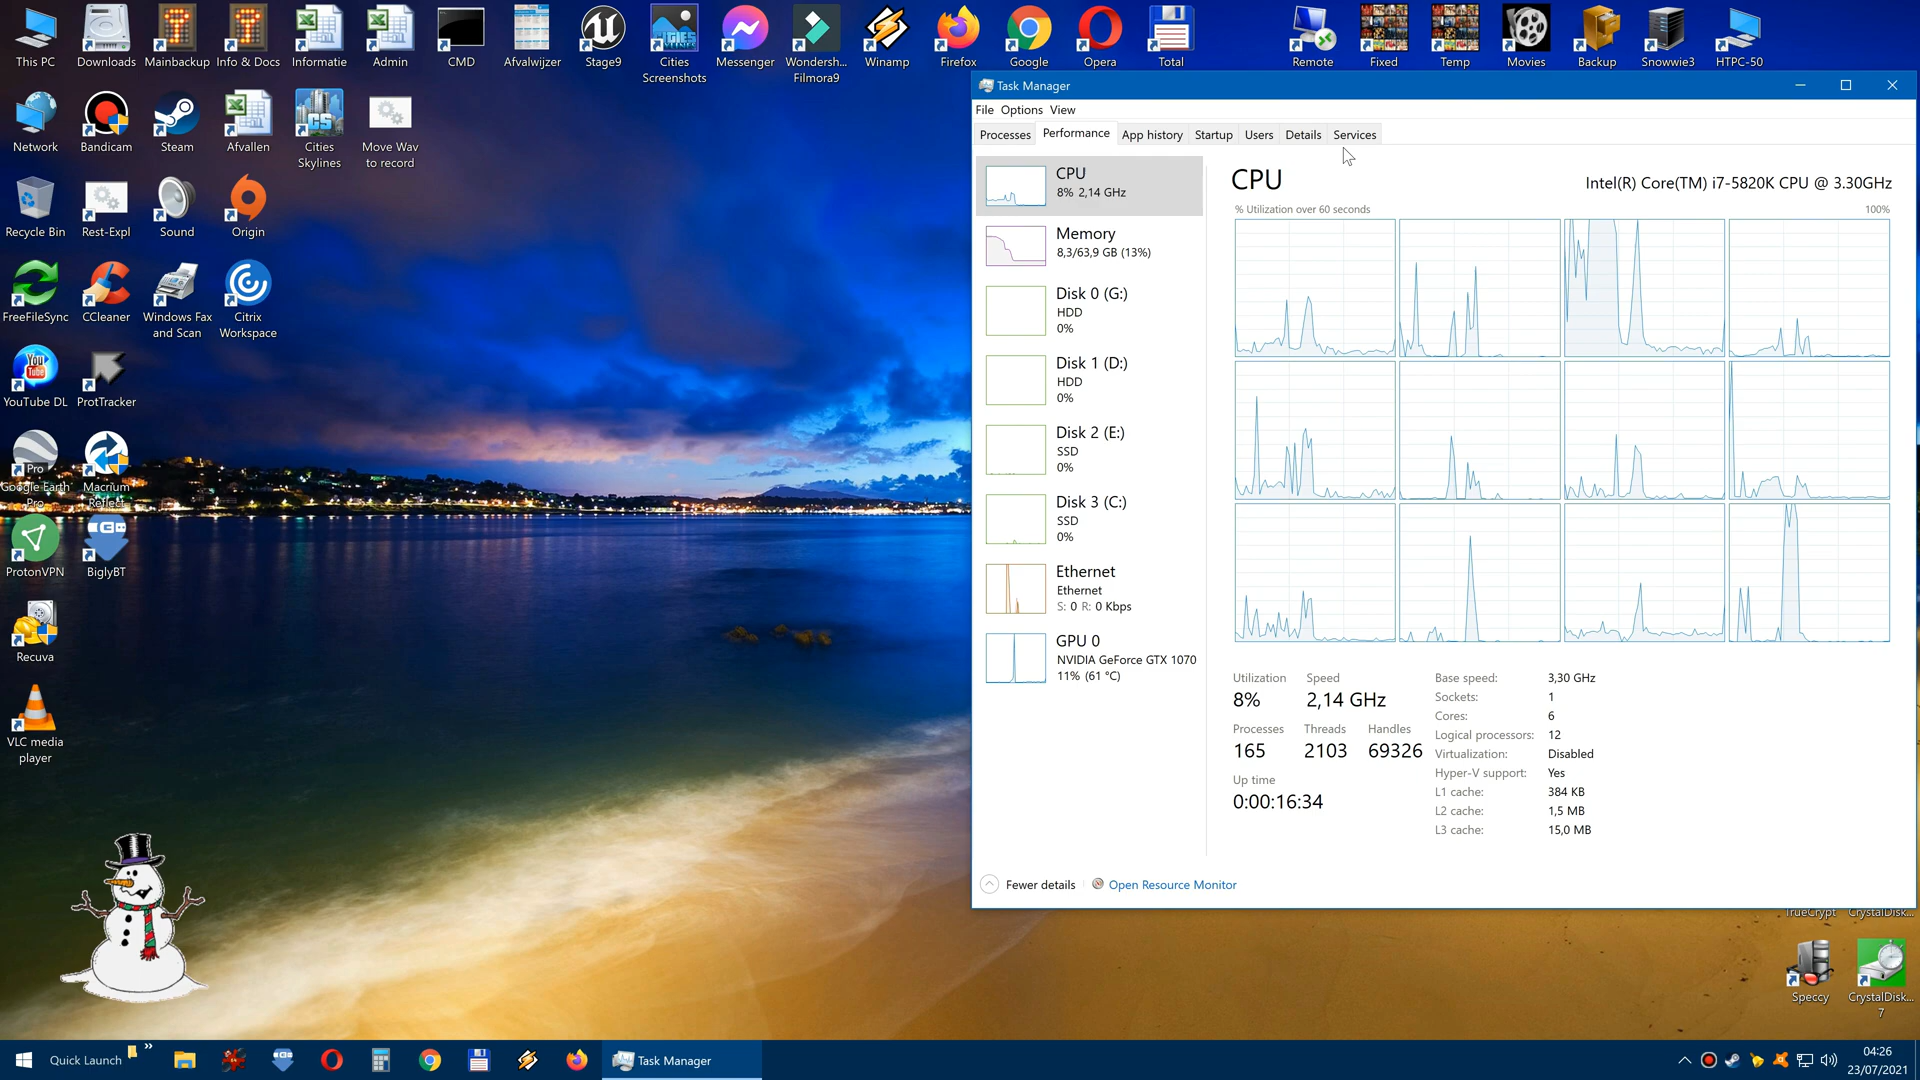 This PC
Downloads
Mainbackup
Info & Docs
Informatie
Admin
CMD
Afvalwijzer
Stage9
Cities
Screenshots
Messenger
Wondersh...
Filmora9
Winamp
Firefox
Google
Opera
Total
Remote
Fixed
Temp
Movies
Backup
Snowwie3
HTPC-50
Network
Bandicam
Steam
Afvallen
Cities
Skylines
Move Wav
to record
Recycle Bin
Rest-Expl
Sound
Origin
FreeFileSync
CCleaner
Windows Fax
and Scan
Citrix
Workspace
YouTube DL
ProtTracker
Google Earth
Pro
Macrium
Reflect
ProtonVPN
BiglyBT
Recuva
VLC media
player
Task Manager
File Options View
Processes Performance App history Startup Users Details Services
CPU
8% 2,14 GHz
Memory
8,3/63,9 GB (13%)
Disk 0 (G:)
HDD
0%
Disk 1 (D:)
HDD
0%
Disk 2 (E:)
SSD
0%
Disk 3 (C:)
SSD
0%
Ethernet
Ethernet
S: 0 R: 0 Kbps
GPU 0
NVIDIA GeForce GTX 1070
11% (61 °C)
CPU
Intel(R) Core(TM) i7-5820K CPU @ 3.30GHz
% Utilization over 60 seconds
100%
Utilization Speed
8% 2,14 GHz
Processes Threads Handles
165 2103 69326
Up time
0:00:16:34
Base speed: 3,30 GHz
Sockets: 1
Cores: 6
Logical processors: 12
Virtualization: Disabled
Hyper-V support: Yes
L1 cache: 384 KB
L2 cache: 1,5 MB
L3 cache: 15,0 MB
Fewer details
Open Resource Monitor
TrueCrypt
CrystalDisk...
Speccy
CrystalDisk...
7
Quick Launch
Task Manager
04:26
23/07/2021